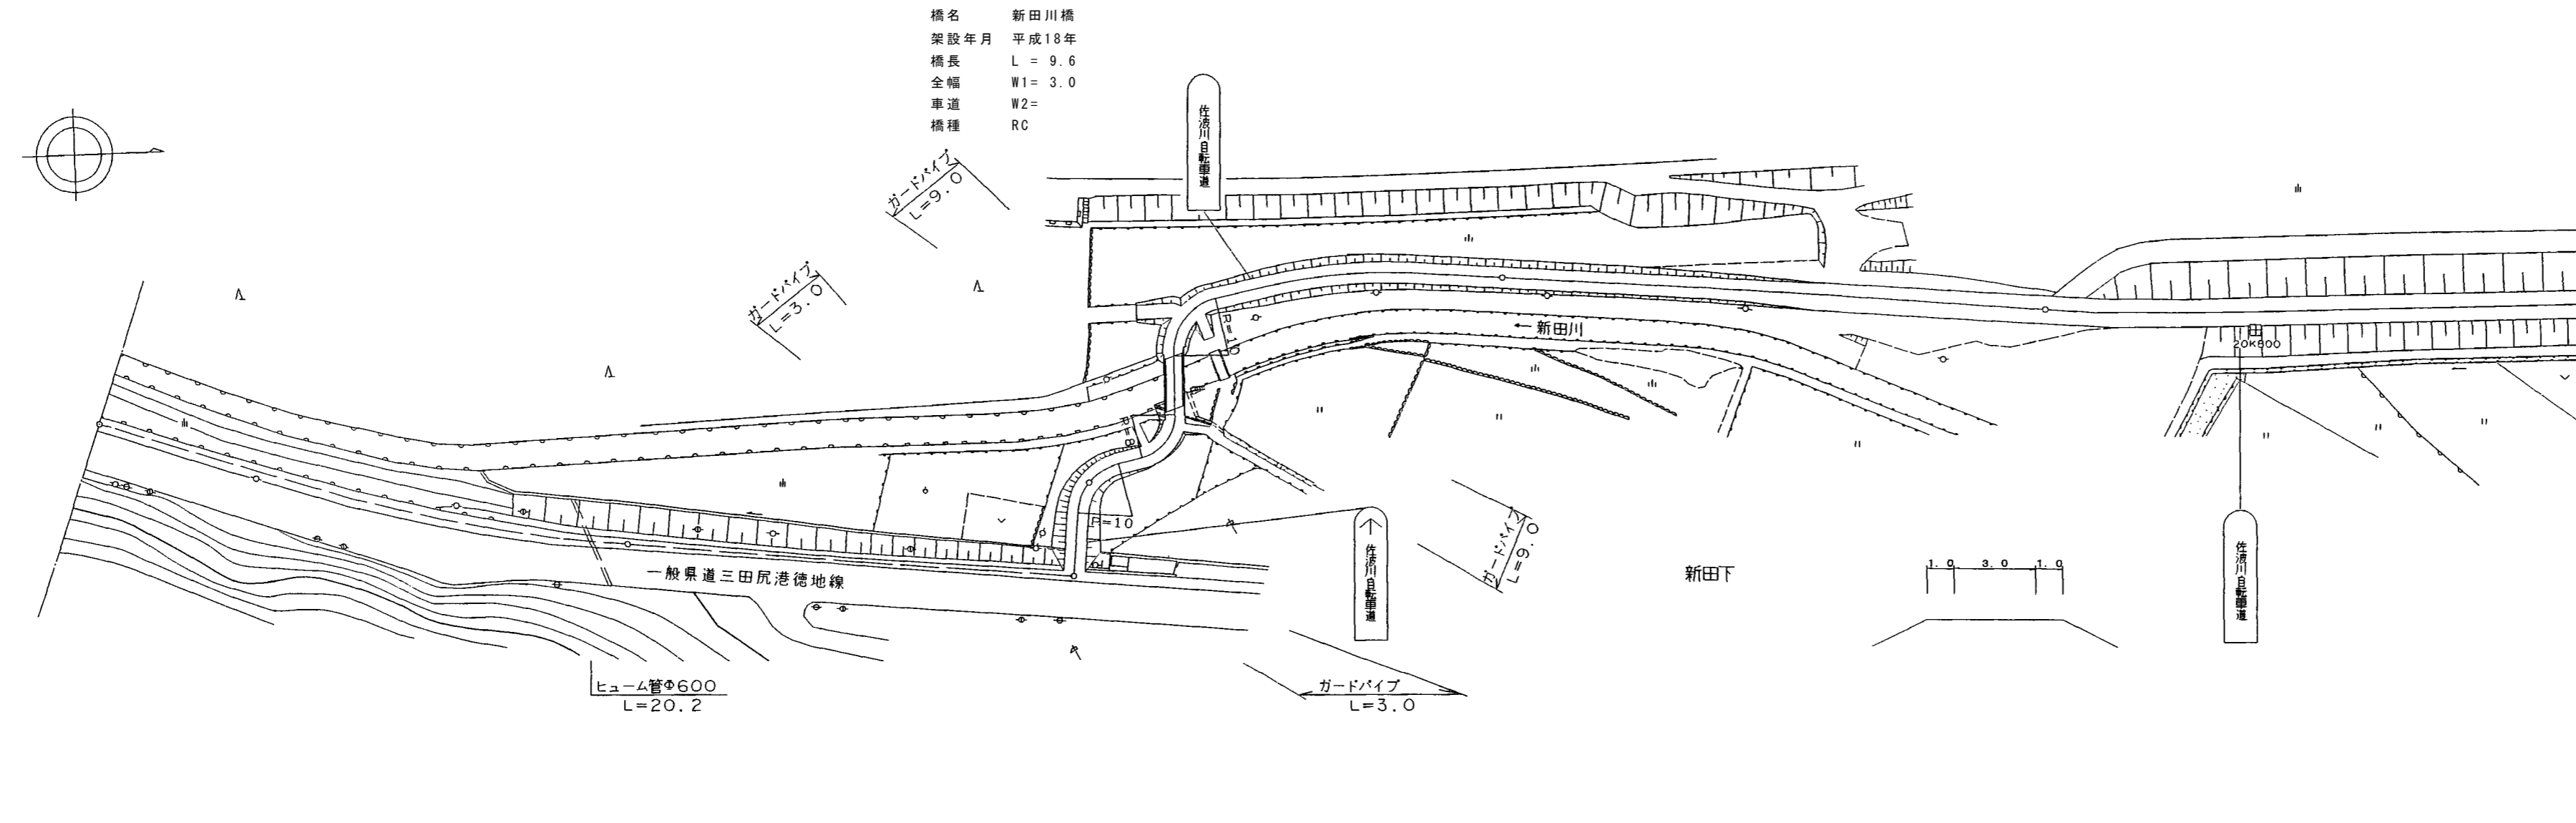 橋名 新田川橋
架設年月 平成18年
橋長 L = 9.6
全幅 W1= 3.0
車道 W2=
橋種 RC
佐波川自転車道
ガードパイプ
L=9.0
ガードパイプ
L=3.0
R=10
← 新田川
20K800
R=8
R=10
一般県道三田尻港徳地線
佐波川自転車道
ガードパイプ
L=9.0
新田下
1.0 3.0 1.0
佐波川自転車道
ヒューム管Φ600
L=20.2
ガードパイプ
L=3.0